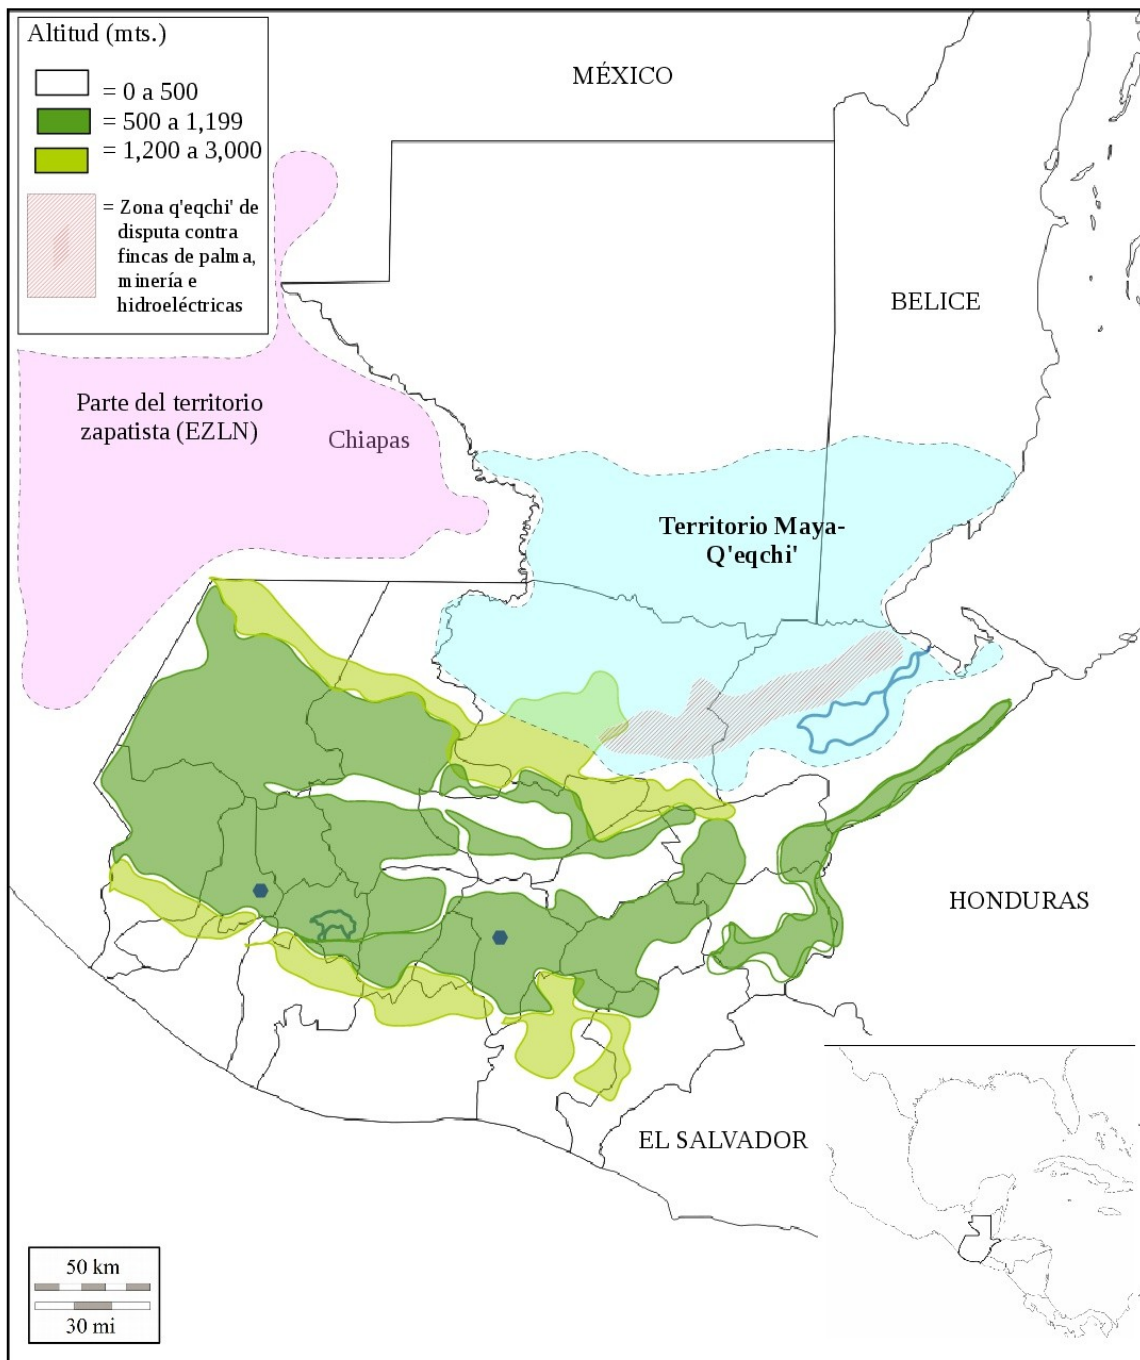 Altitud (mts.)
= 0 a 500
= 500 a 1,199
= 1,200 a 3,000
= Zona q'eqchi' de
disputa contra
fincas de palma,
minería e
hidroeléctricas
MÉXICO
BELICE
Parte del territorio
zapatista (EZLN)
Chiapas
Territorio Maya-
Q'eqchi'
HONDURAS
EL SALVADOR
50 km
30 mi